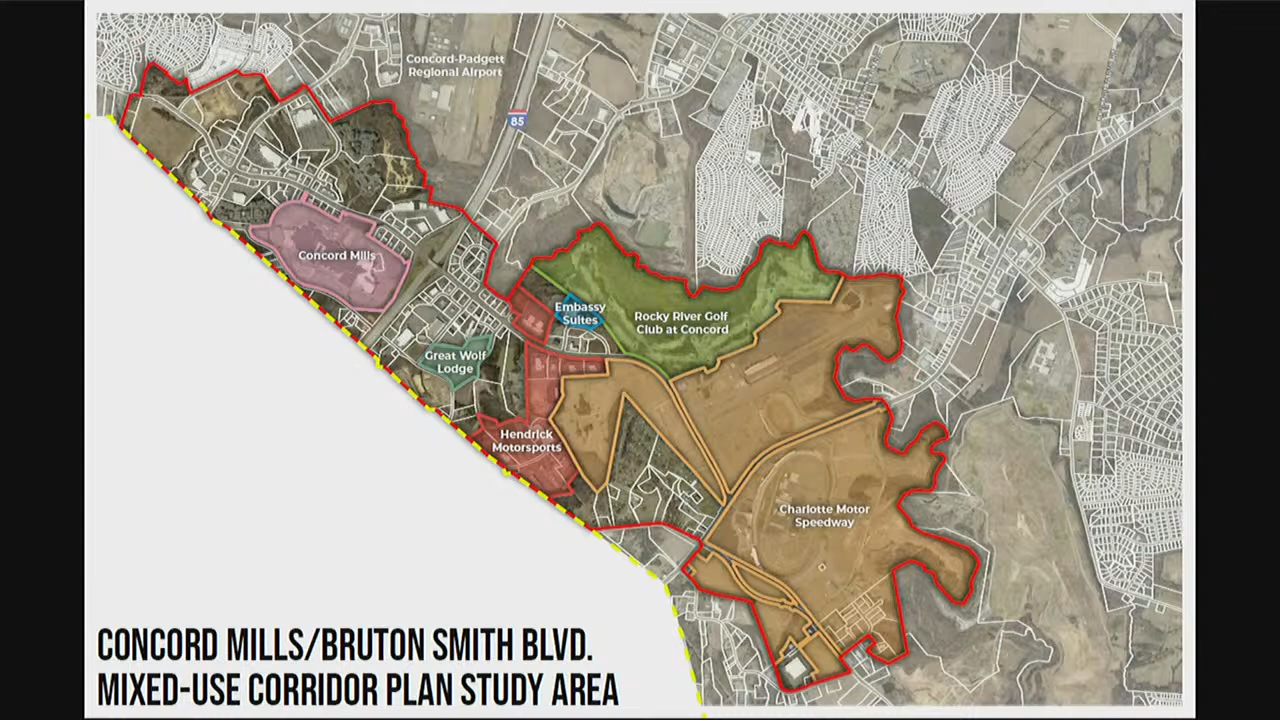 Concord-Padgett
Regional Airport
85
Concord Mills
Embassy
Suites
Rocky River Golf
Club at Concord
Great Wolf
Lodge
Hendrick
Motorsports
Charlotte Motor
Speedway
CONCORD MILLS/BRUTON SMITH BLVD.
MIXED-USE CORRIDOR PLAN STUDY AREA